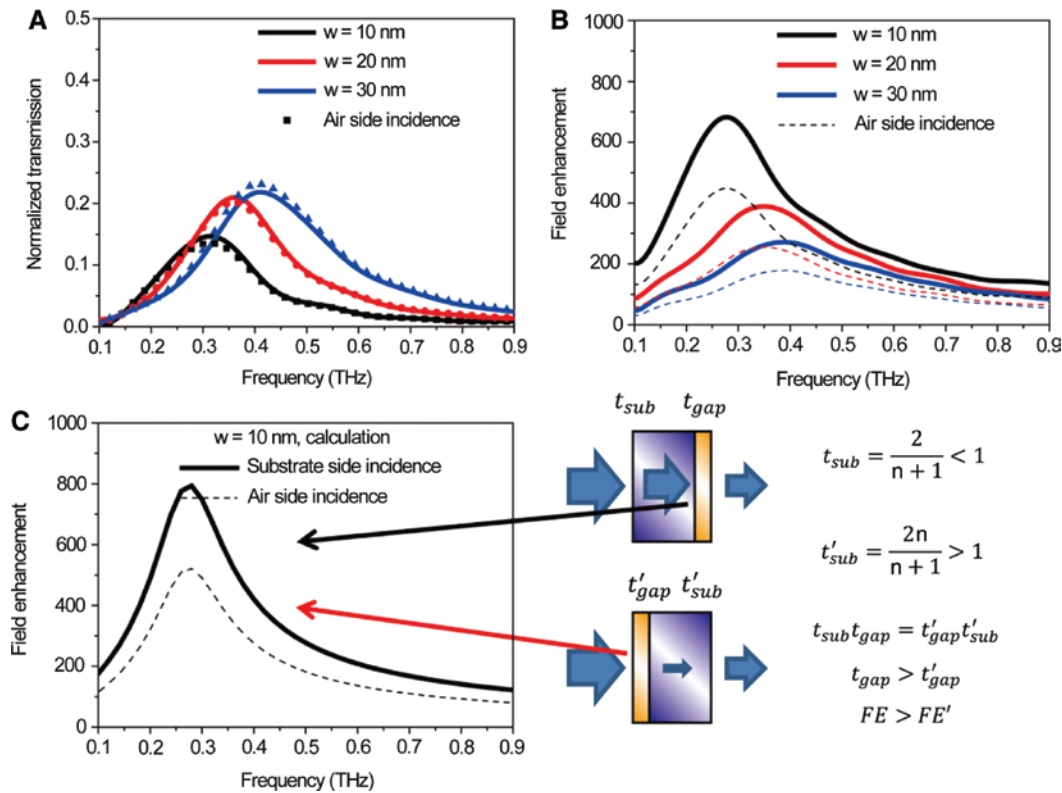 A
w = 10 nm
w = 20 nm
w = 30 nm
Air side incidence
Normalized transmission
0.5
0.4
0.3
0.2
0.1
0.0
0.1 0.2 0.3 0.4 0.5 0.6 0.7 0.8 0.9
Frequency (THz)
B
w = 10 nm
w = 20 nm
w = 30 nm
Air side incidence
Field enhancement
1000
800
600
400
200
0
0.1 0.2 0.3 0.4 0.5 0.6 0.7 0.8 0.9
Frequency (THz)
C
w = 10 nm, calculation
Substrate side incidence
Air side incidence
Field enhancement
1000
800
600
400
200
0
0.1 0.2 0.3 0.4 0.5 0.6 0.7 0.8 0.9
Frequency (THz)
t_sub t_gap
t'_gap t'_sub
t_sub = 2/(n + 1) < 1
t'_sub = 2n/(n + 1) > 1
t_sub t_gap = t'_gap t'_sub
t_gap > t'_gap
FE > FE'